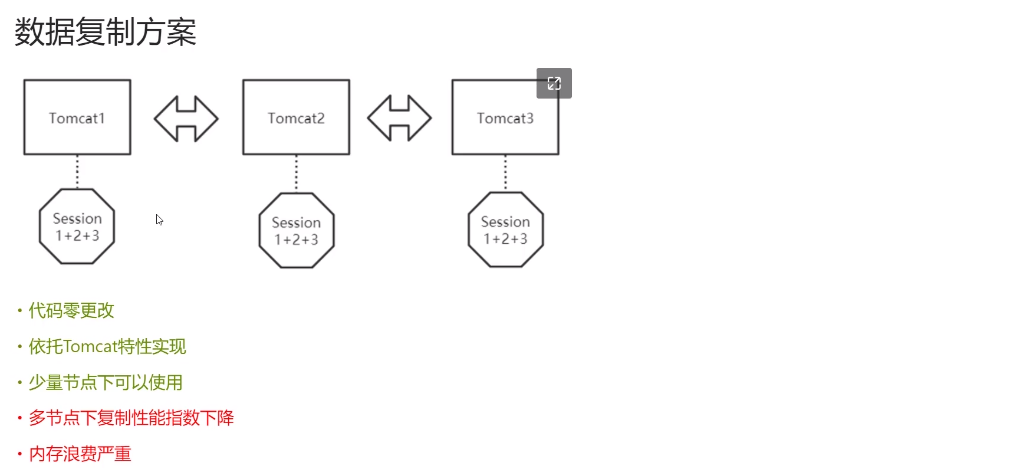 数据复制方案
Tomcat1
Tomcat2
Tomcat3
Session
1+2+3
Session
1+2+3
Session
1+2+3
• 代码零更改
• 依托Tomcat特性实现
• 少量节点下可以使用
• 多节点下复制性能指数下降
• 内存浪费严重